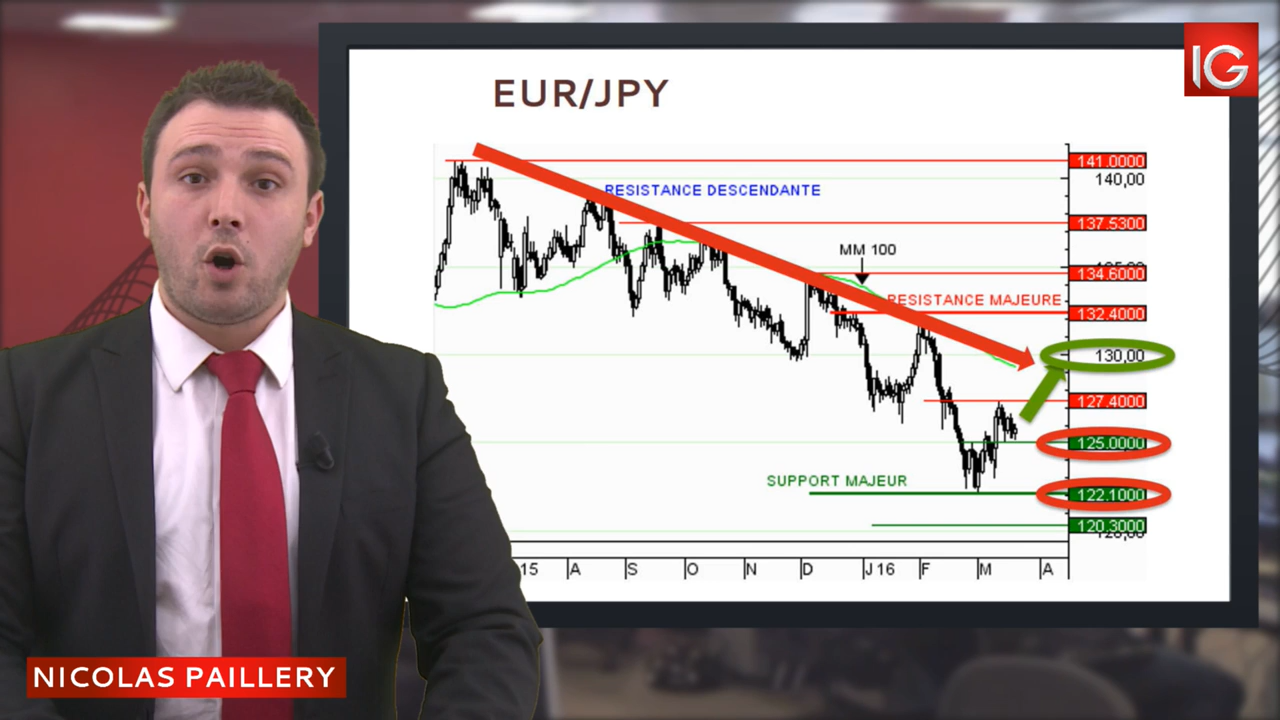 IG
EUR/JPY
141.0000
140,00
RESISTANCE DESCENDANTE
137.5300
MM 100
134.6000
RESISTANCE MAJEURE
132.4000
130,00
127.4000
125.0000
SUPPORT MAJEUR
122.1000
120.3000
15 A S O N D J 16 F M A
NICOLAS PAILLERY